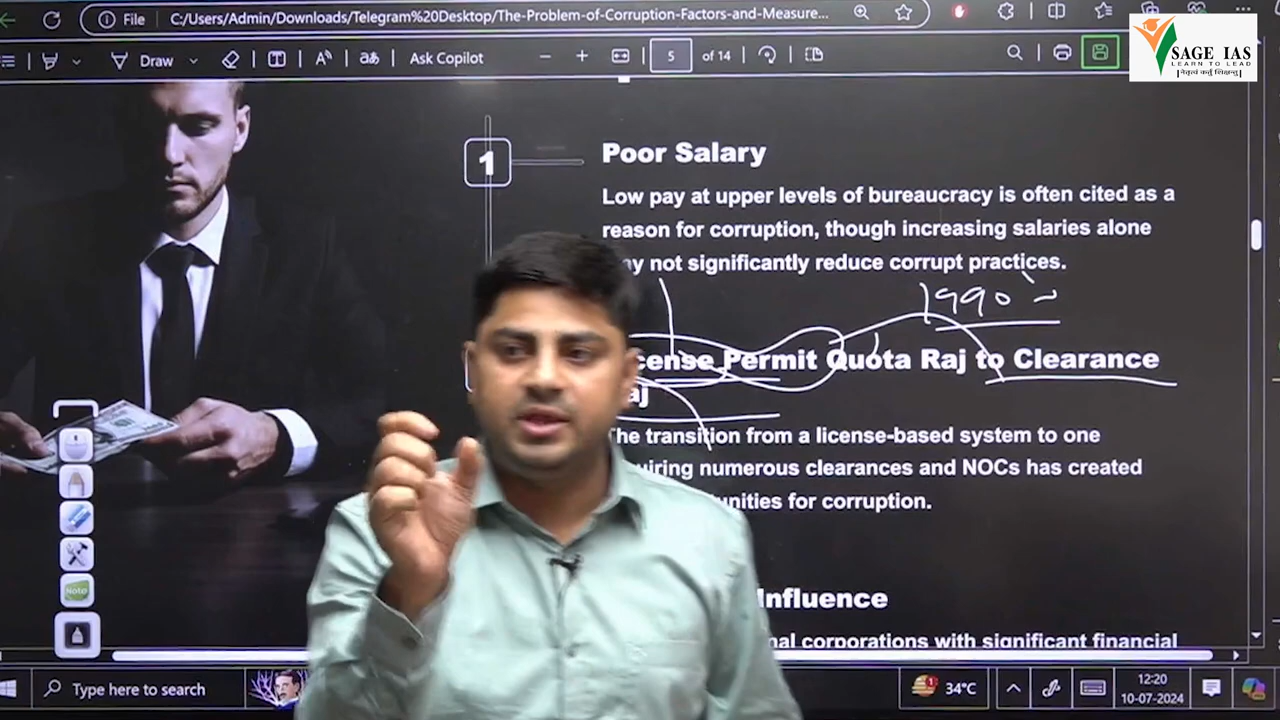 File C:/Users/Admin/Downloads/Telegram%20Desktop/The-Problem-of-Corruption-Factors-and-Measure...
Draw
Ask Copilot
5 of 14
SAGE IAS
LEARN TO LEAD
1
Poor Salary
Low pay at upper levels of bureaucracy is often cited as a
reason for corruption, though increasing salaries alone
y not significantly reduce corrupt practices.
1990
cense Permit Quota Raj to Clearance
aj
he transition from a license-based system to one
uiring numerous clearances and NOCs has created
unities for corruption.
Influence
nal corporations with significant financial
Note
Type here to search
1
34°C
12:20
10-07-2024